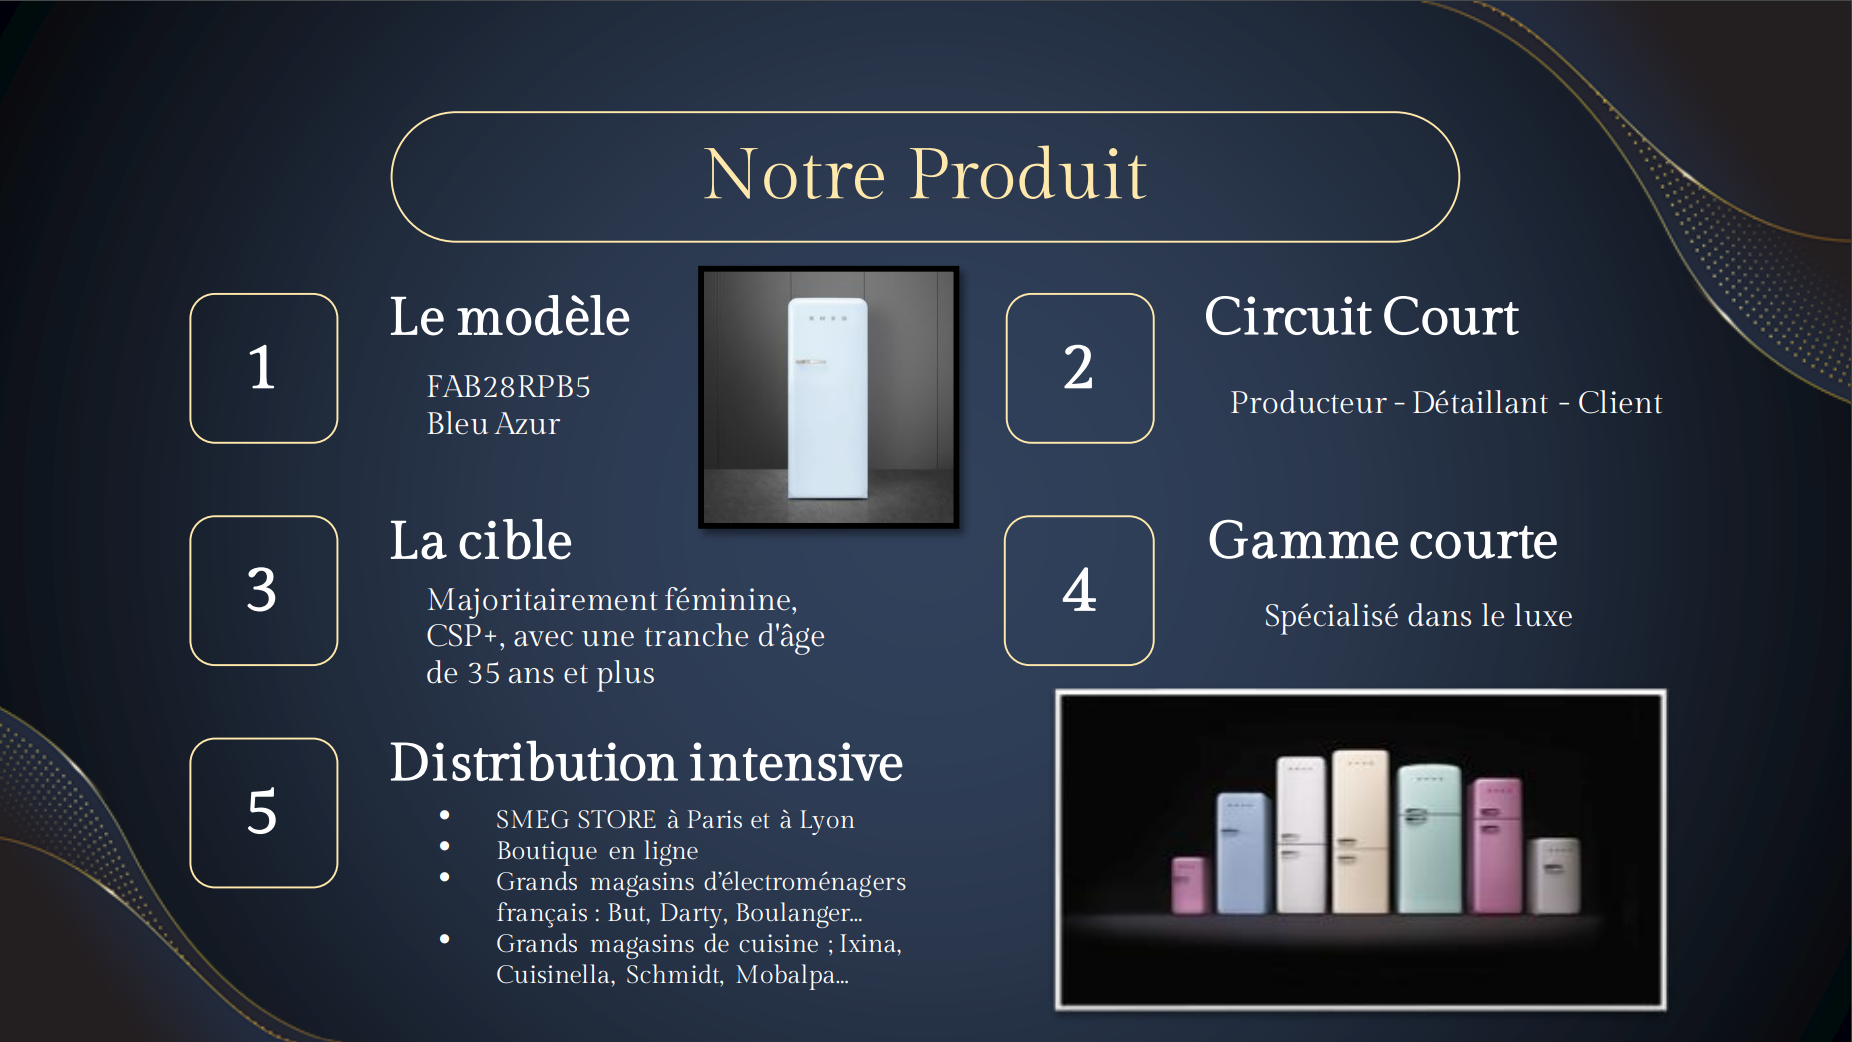 Notre Produit
1
Le modèle
FAB28RPB5
Bleu Azur
SMEG
2
Circuit Court
Producteur - Détaillant - Client
3
La cible
Majoritairement féminine,
CSP+, avec une tranche d'âge
de 35 ans et plus
4
Gamme courte
Spécialisé dans le luxe
5
Distribution intensive
• SMEG STORE à Paris et à Lyon
• Boutique en ligne
• Grands magasins d’électroménagers
français : But, Darty, Boulanger...
• Grands magasins de cuisine ; Ixina,
Cuisinella, Schmidt, Mobalpa...